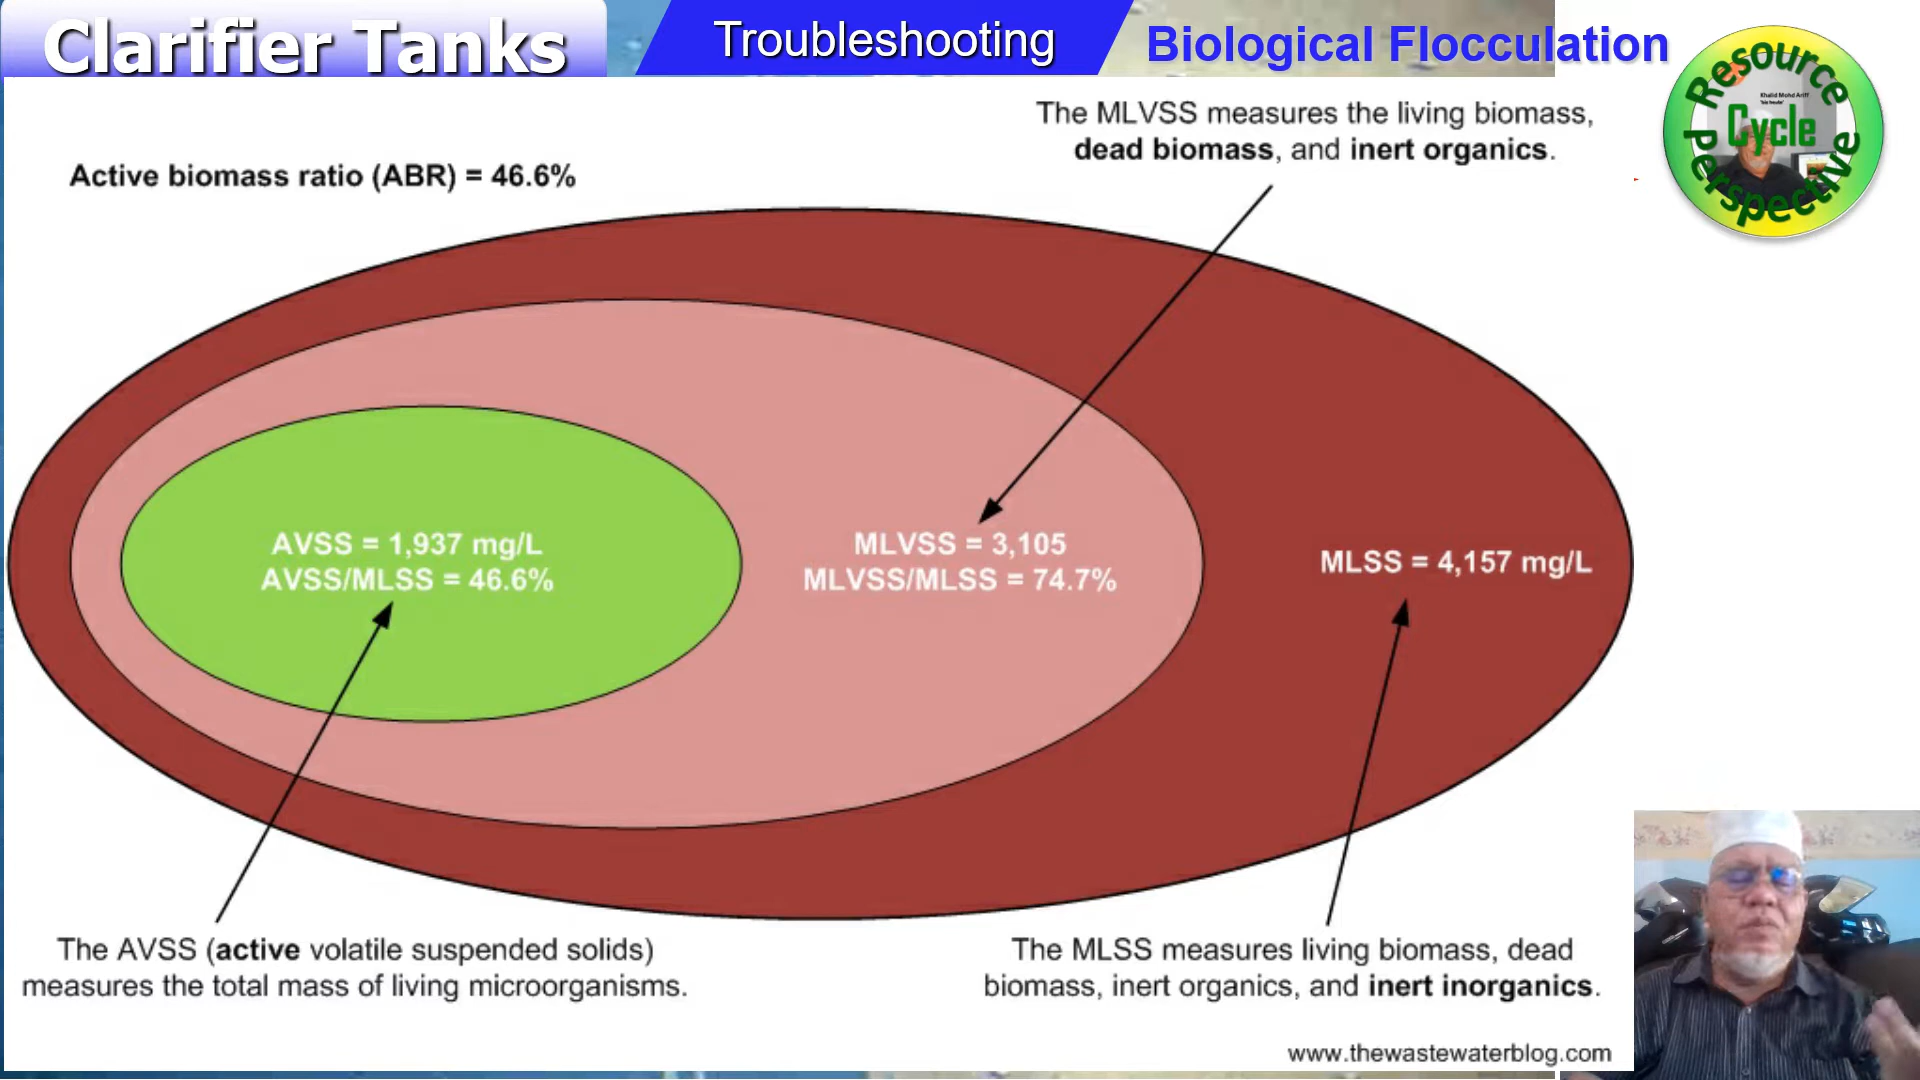 Clarifier Tanks
Troubleshooting
Biological Flocculation
Resource
Cycle
Perspective
Khalid Mohd Ariff
The MLVSS measures the living biomass,
dead biomass, and inert organics.
Active biomass ratio (ABR) = 46.6%
AVSS = 1,937 mg/L
AVSS/MLSS = 46.6%
MLVSS = 3,105
MLVSS/MLSS = 74.7%
MLSS = 4,157 mg/L
The AVSS (active volatile suspended solids)
measures the total mass of living microorganisms.
The MLSS measures living biomass, dead
biomass, inert organics, and inert inorganics.
www.thewastewaterblog.com